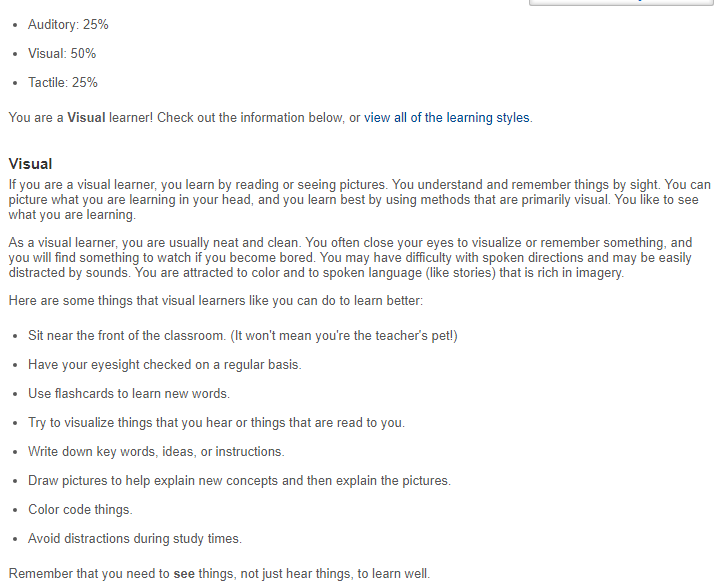 • Auditory: 25%
• Visual: 50%
• Tactile: 25%
You are a Visual learner! Check out the information below, or view all of the learning styles.
Visual
If you are a visual learner, you learn by reading or seeing pictures. You understand and remember things by sight. You can
picture what you are learning in your head, and you learn best by using methods that are primarily visual. You like to see
what you are learning.
As a visual learner, you are usually neat and clean. You often close your eyes to visualize or remember something, and
you will find something to watch if you become bored. You may have difficulty with spoken directions and may be easily
distracted by sounds. You are attracted to color and to spoken language (like stories) that is rich in imagery.
Here are some things that visual learners like you can do to learn better:
• Sit near the front of the classroom. (It won't mean you're the teacher's pet!)
• Have your eyesight checked on a regular basis.
• Use flashcards to learn new words.
• Try to visualize things that you hear or things that are read to you.
• Write down key words, ideas, or instructions.
• Draw pictures to help explain new concepts and then explain the pictures.
• Color code things.
• Avoid distractions during study times.
Remember that you need to see things, not just hear things, to learn well.